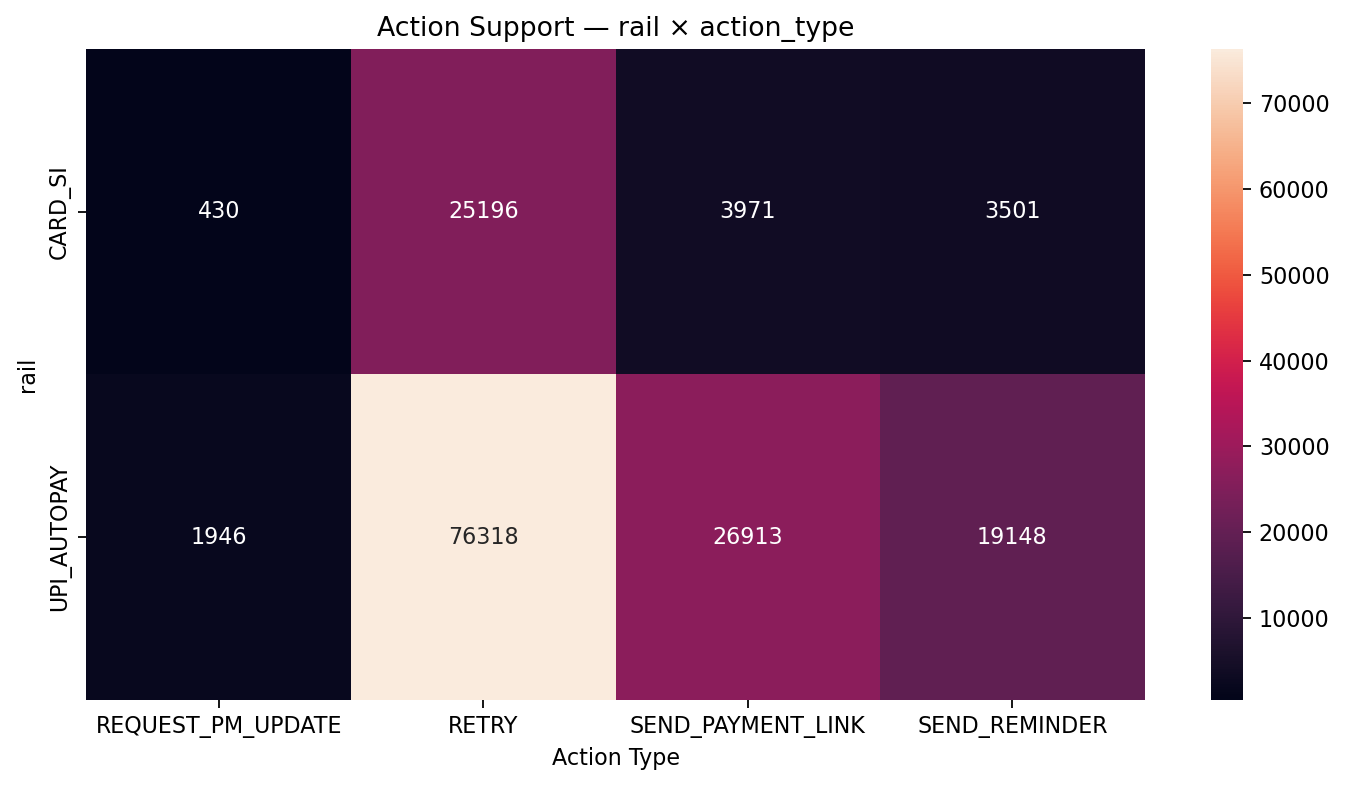 Action Support — rail × action_type
CARD_SI
430
25196
3971
3501
UPI_AUTOPAY
1946
76318
26913
19148
rail
REQUEST_PM_UPDATE
RETRY
SEND_PAYMENT_LINK
SEND_REMINDER
Action Type
70000
60000
50000
40000
30000
20000
10000